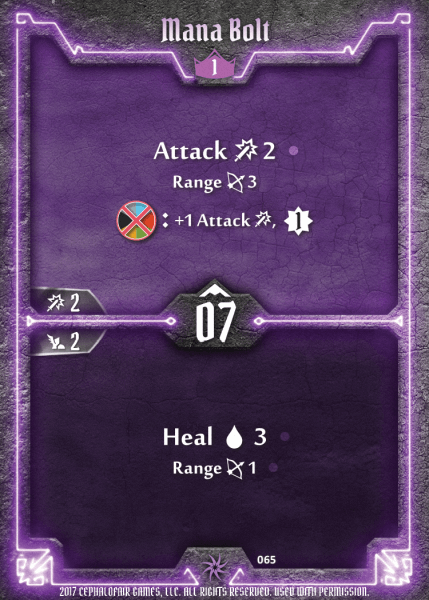 Mana Bolt
1
Attack 2
Range 3
: +1 Attack , 1
2
07
2
Heal 3
Range 1
065
2017 Cephalofair Games, LLC. All rights reserved. Used with permission.